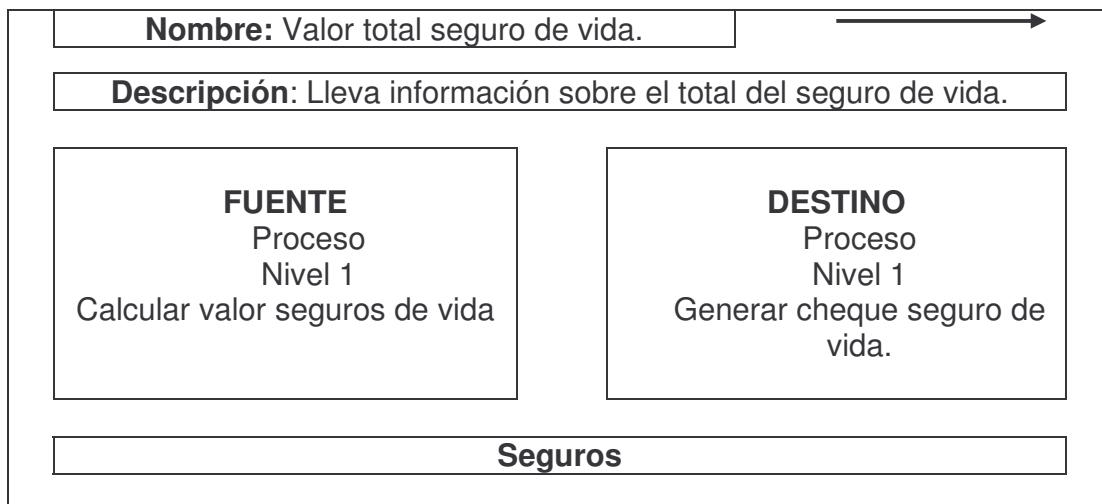 Nombre: Valor total seguro de vida.
Descripción: Lleva información sobre el total del seguro de vida.
FUENTE
Proceso
Nivel 1
Calcular valor seguros de vida
DESTINO
Proceso
Nivel 1
Generar cheque seguro de
vida.
Seguros